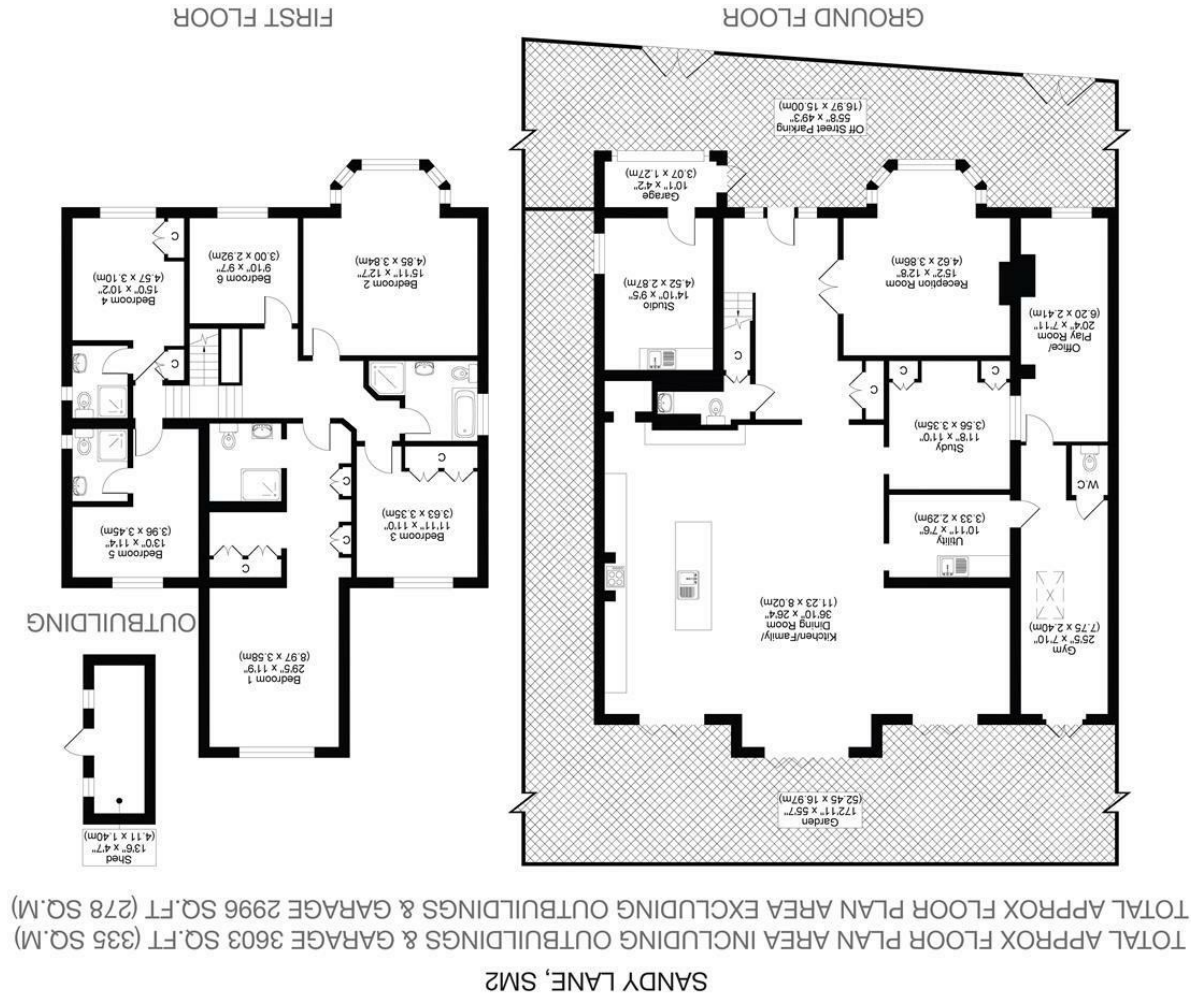 SANDY LANE, SM2
TOTAL APPROX FLOOR PLAN AREA INCLUDING OUTBUILDINGS & GARAGE 3603 SQ.FT (335 SQ.M)
TOTAL APPROX FLOOR PLAN AREA EXCLUDING OUTBUILDINGS & GARAGE 2996 SQ.FT (278 SQ.M)
Garden
172'11" x 55'7"
(52.45 x 16.97m)
Gym
25'5" x 7'10"
(7.75 x 2.40m)
Kitchen/Family/
Dining Room
36'10" x 26'4"
(11.23 x 8.02m)
Utility
10'11" x 7'6"
(3.33 x 2.29m)
W.C
Study
11'8" x 11'0"
(3.56 x 3.35m)
C
C
C
C
Office/
Play Room
20'4" x 7'11"
(6.20 x 2.41m)
Reception Room
15'2" x 12'8"
(4.62 x 3.86m)
Studio
14'10" x 9'5"
(4.52 x 2.87m)
Garage
10'1" x 4'2"
(3.07 x 1.27m)
Off Street Parking
55'8" x 49'3"
(16.97 x 15.00m)
GROUND FLOOR
Shed
13'6" x 4'7"
(4.11 x 1.40m)
OUTBUILDING
Bedroom 1
29'5" x 11'9"
(8.97 x 3.58m)
Bedroom 3
11'11" x 11'0"
(3.63 x 3.35m)
Bedroom 5
13'0" x 11'4"
(3.96 x 3.45m)
C
C
C
C
C
C
Bedroom 2
15'11" x 12'7"
(4.85 x 3.84m)
Bedroom 6
9'10" x 9'7"
(3.00 x 2.92m)
Bedroom 4
15'0" x 10'2"
(4.57 x 3.10m)
FIRST FLOOR